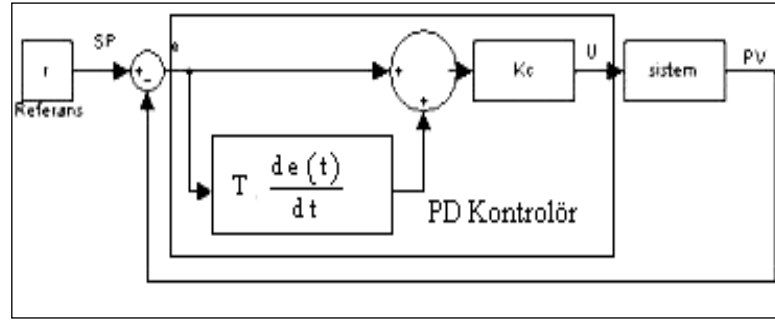 SP
e
U
PV
r
Kc
sistem
Referans
T de(t)
dt
PD Kontrolör